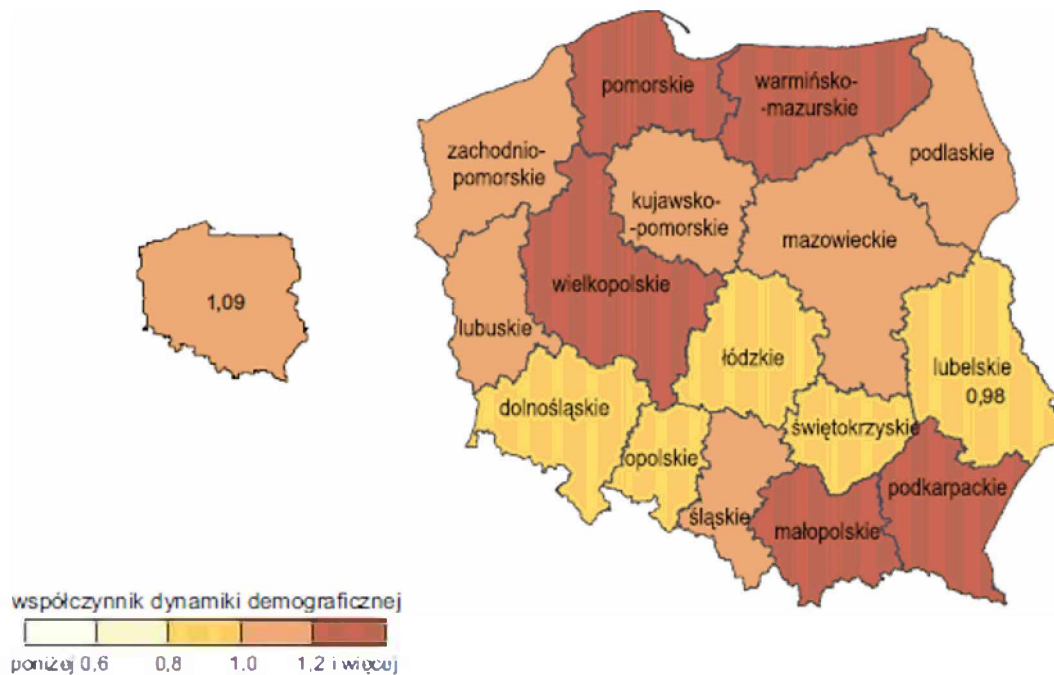 pomorskie
warmińsko-
-mazurskie
podlaskie
zachodnio-
pomorskie
kujawsko-
-pomorskie
mazowieckie
wielkopolskie
1,09
lubuskie
łódzkie
lubelskie
0,98
dolnośląskie
świętokrzyskie
opolskie
podkarpackie
śląskie
małopolskie
współczynnik dynamiki demograficznej
poniżej 0,6 0,8 1,0 1,2 i więcej